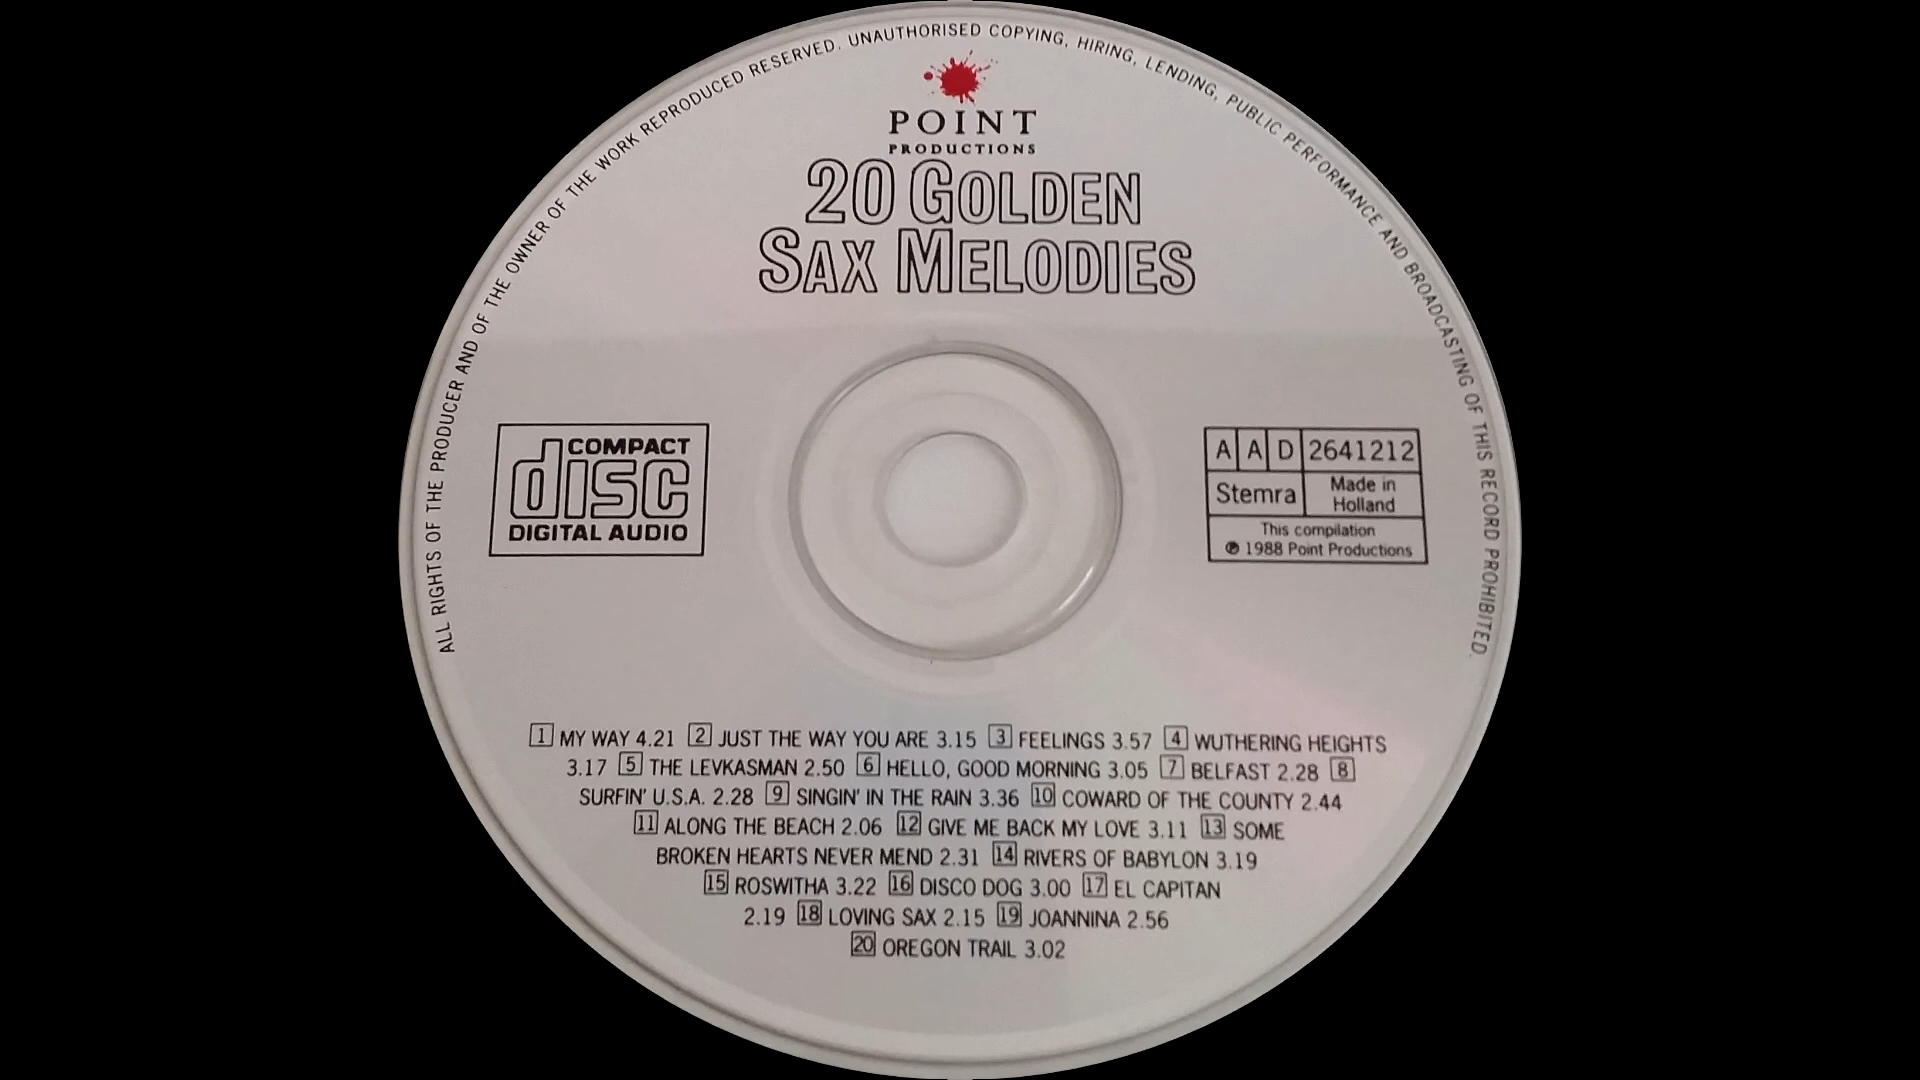 ALL RIGHTS OF THE PRODUCER AND OF THE OWNER OF THE WORK REPRODUCED RESERVED. UNAUTHORISED COPYING, HIRING, LENDING, PUBLIC PERFORMANCE AND BROADCASTING OF THIS RECORD PROHIBITED.
POINT
PRODUCTIONS
20 GOLDEN
SAX MELODIES
COMPACT
disc
DIGITAL AUDIO
A A D 2641212
Stemra
Made in
Holland
This compilation
℗ 1988 Point Productions
1 MY WAY 4.21 2 JUST THE WAY YOU ARE 3.15 3 FEELINGS 3.57 4 WUTHERING HEIGHTS
3.17 5 THE LEVKASMAN 2.50 6 HELLO, GOOD MORNING 3.05 7 BELFAST 2.28 8
SURFIN' U.S.A. 2.28 9 SINGIN' IN THE RAIN 3.36 10 COWARD OF THE COUNTY 2.44
11 ALONG THE BEACH 2.06 12 GIVE ME BACK MY LOVE 3.11 13 SOME
BROKEN HEARTS NEVER MEND 2.31 14 RIVERS OF BABYLON 3.19
15 ROSWITHA 3.22 16 DISCO DOG 3.00 17 EL CAPITAN
2.19 18 LOVING SAX 2.15 19 JOANNINA 2.56
20 OREGON TRAIL 3.02